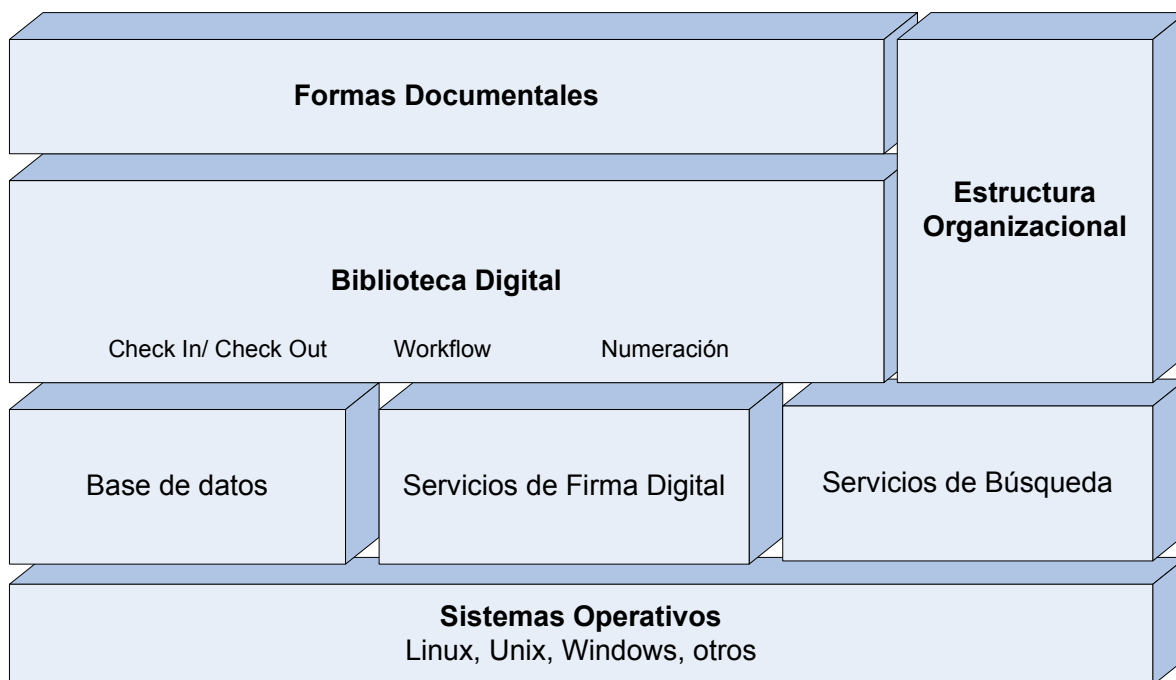 Formas Documentales
Estructura
Organizacional
Biblioteca Digital
Check In/ Check Out Workflow Numeración
Base de datos
Servicios de Firma Digital
Servicios de Búsqueda
Sistemas Operativos
Linux, Unix, Windows, otros